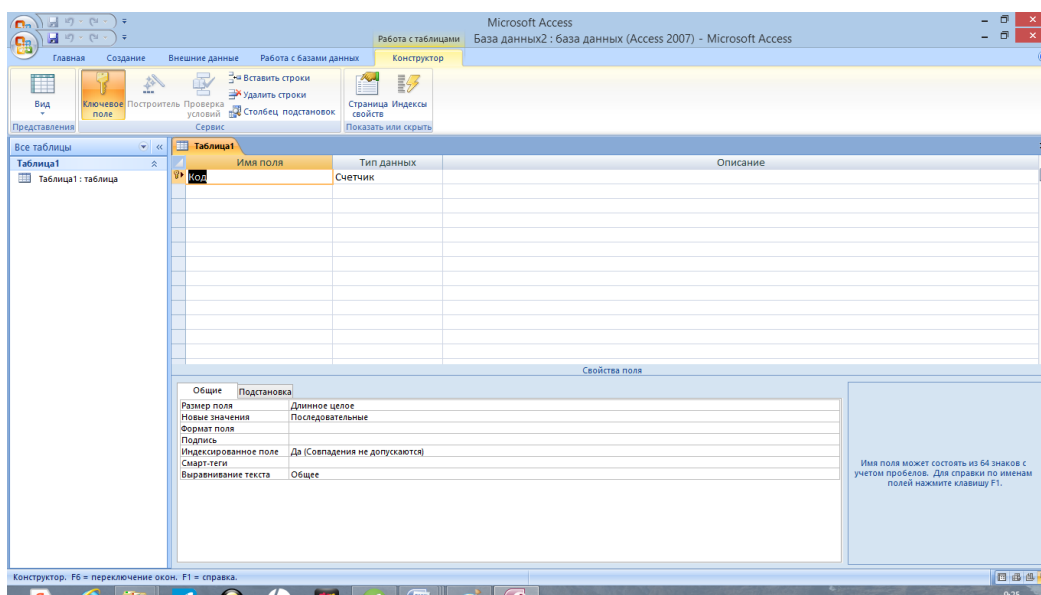 Microsoft Access
Работа с таблицами База данных2 : база данных (Access 2007) - Microsoft Access
Главная Создание Внешние данные Работа с базами данных Конструктор
Вид
Ключевое поле
Построитель
Проверка условий
Вставить строки
Удалить строки
Столбец подстановок
Страница свойств
Индексы
Представления Сервис Показать или скрыть
Все таблицы
Таблица1
Таблица1 : таблица
Таблица1
Имя поля Тип данных Описание
Код Счетчик
Свойства поля
Общие Подстановка
Размер поля Длинное целое
Новые значения Последовательные
Формат поля
Подпись
Индексированное поле Да (Совпадения не допускаются)
Смарт-теги
Выравнивание текста Общее
Имя поля может состоять из 64 знаков с
учетом пробелов. Для справки по именам
полей нажмите клавишу F1.
Конструктор. F6 = переключение окон. F1 = справка.